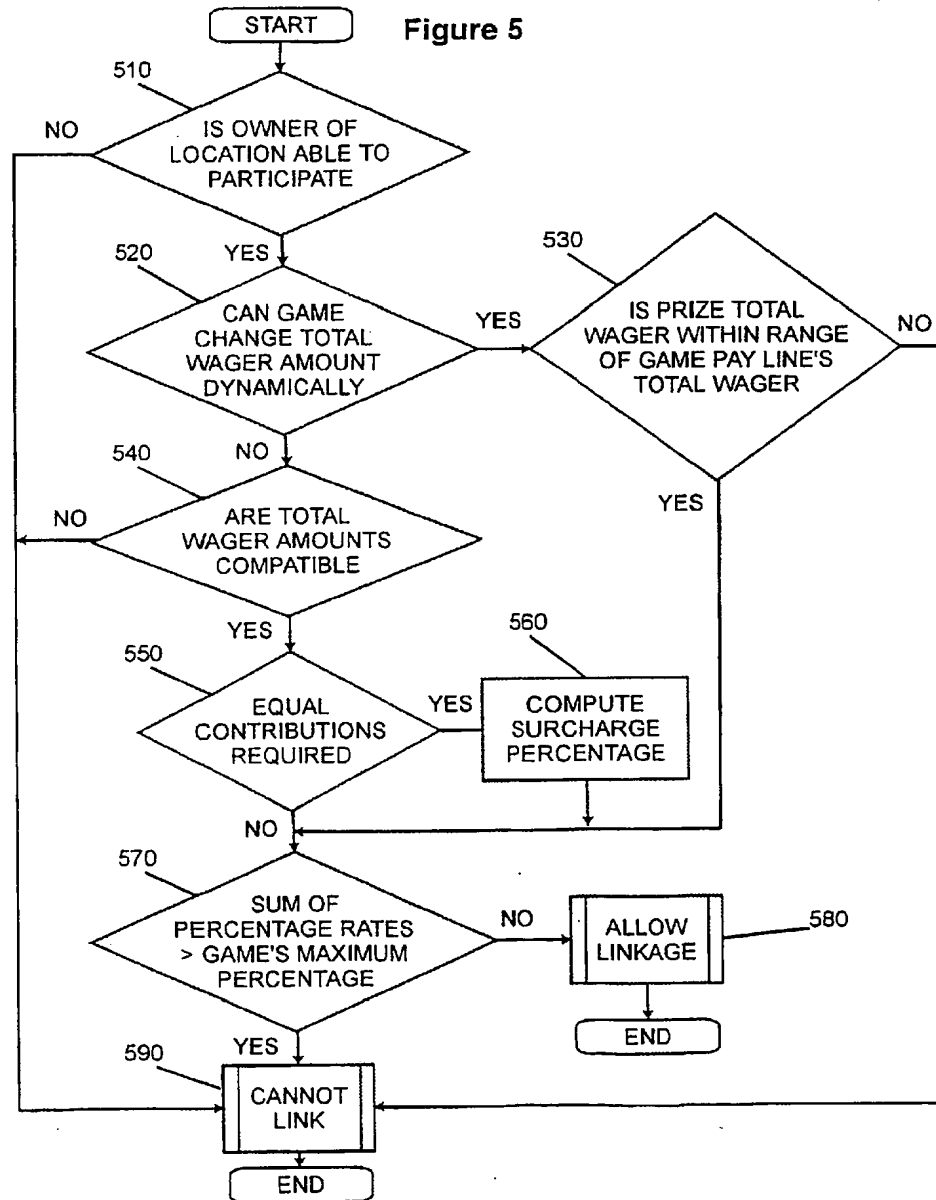 START
Figure 5
510
NO
IS OWNER OF
LOCATION ABLE TO
PARTICIPATE
YES
520
CAN GAME
CHANGE TOTAL
WAGER AMOUNT
DYNAMICALLY
YES
530
IS PRIZE TOTAL
WAGER WITHIN RANGE
OF GAME PAY LINE'S
TOTAL WAGER
NO
NO
540
NO
ARE TOTAL
WAGER AMOUNTS
COMPATIBLE
YES
YES
550
EQUAL
CONTRIBUTIONS
REQUIRED
YES
560
COMPUTE
SURCHARGE
PERCENTAGE
NO
570
SUM OF
PERCENTAGE RATES
> GAME'S MAXIMUM
PERCENTAGE
NO
ALLOW
LINKAGE
580
END
YES
590
CANNOT
LINK
END